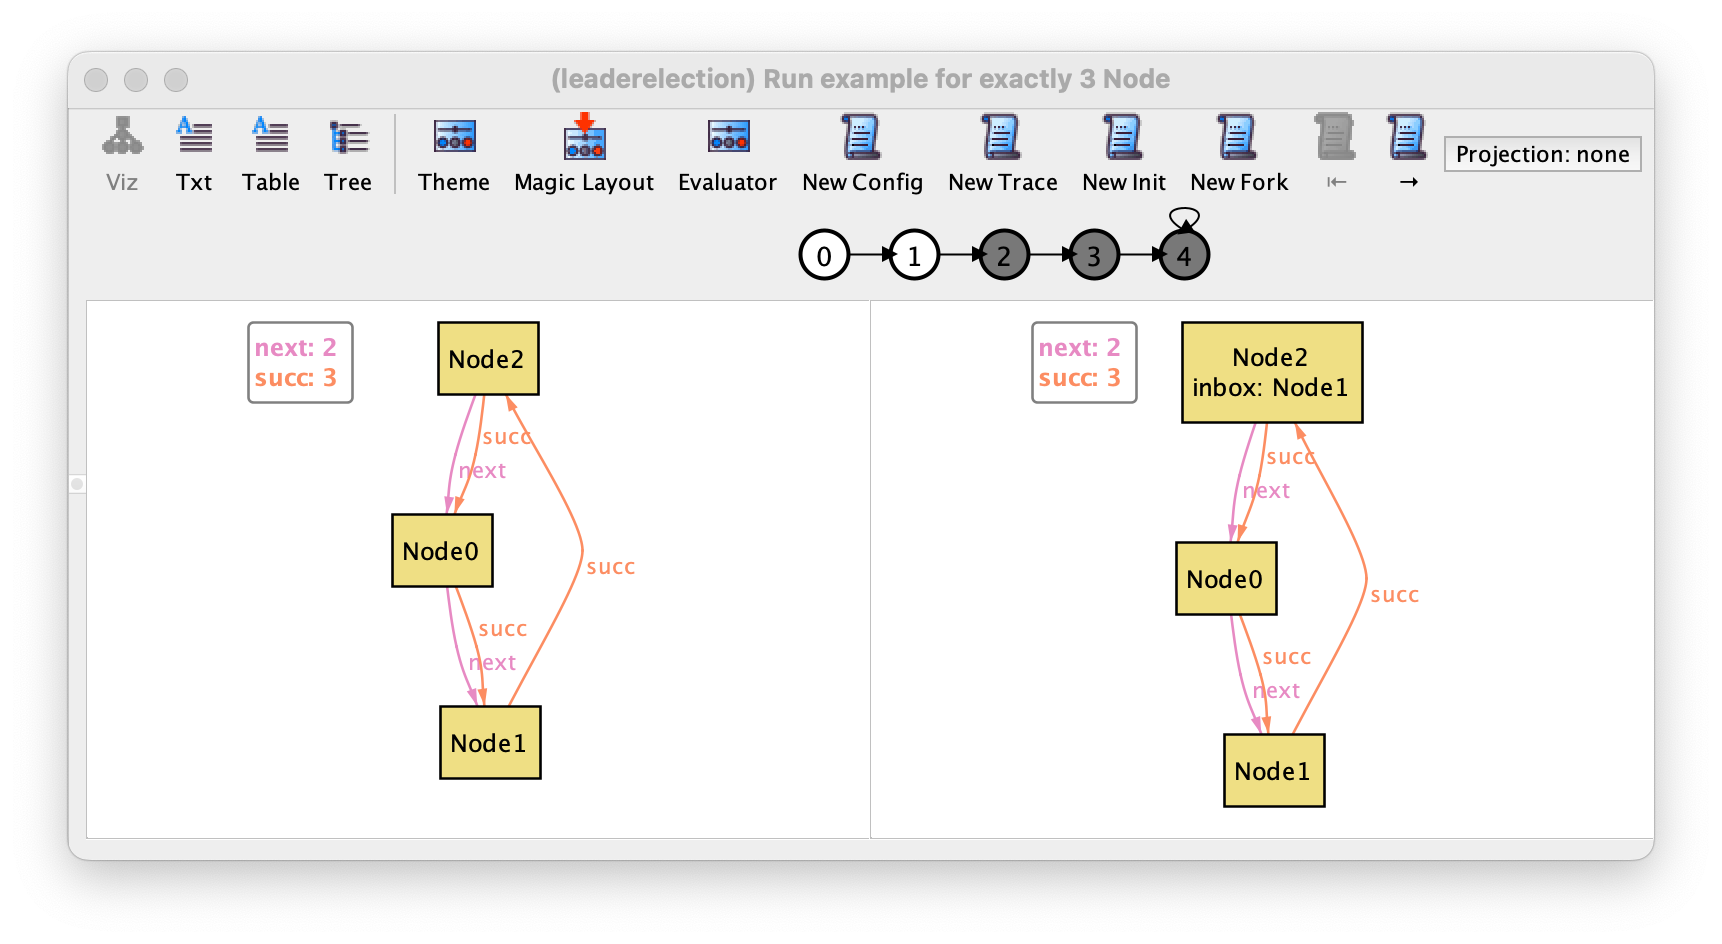 (leaderelection) Run example for exactly 3 Node
Viz Txt Table Tree Theme Magic Layout Evaluator New Config New Trace New Init New Fork ⇤ → Projection: none
0 1 2 3 4
next: 2
succ: 3
Node2
succ
next
Node0
succ
succ
next
Node1
next: 2
succ: 3
Node2
inbox: Node1
succ
next
Node0
succ
succ
next
Node1